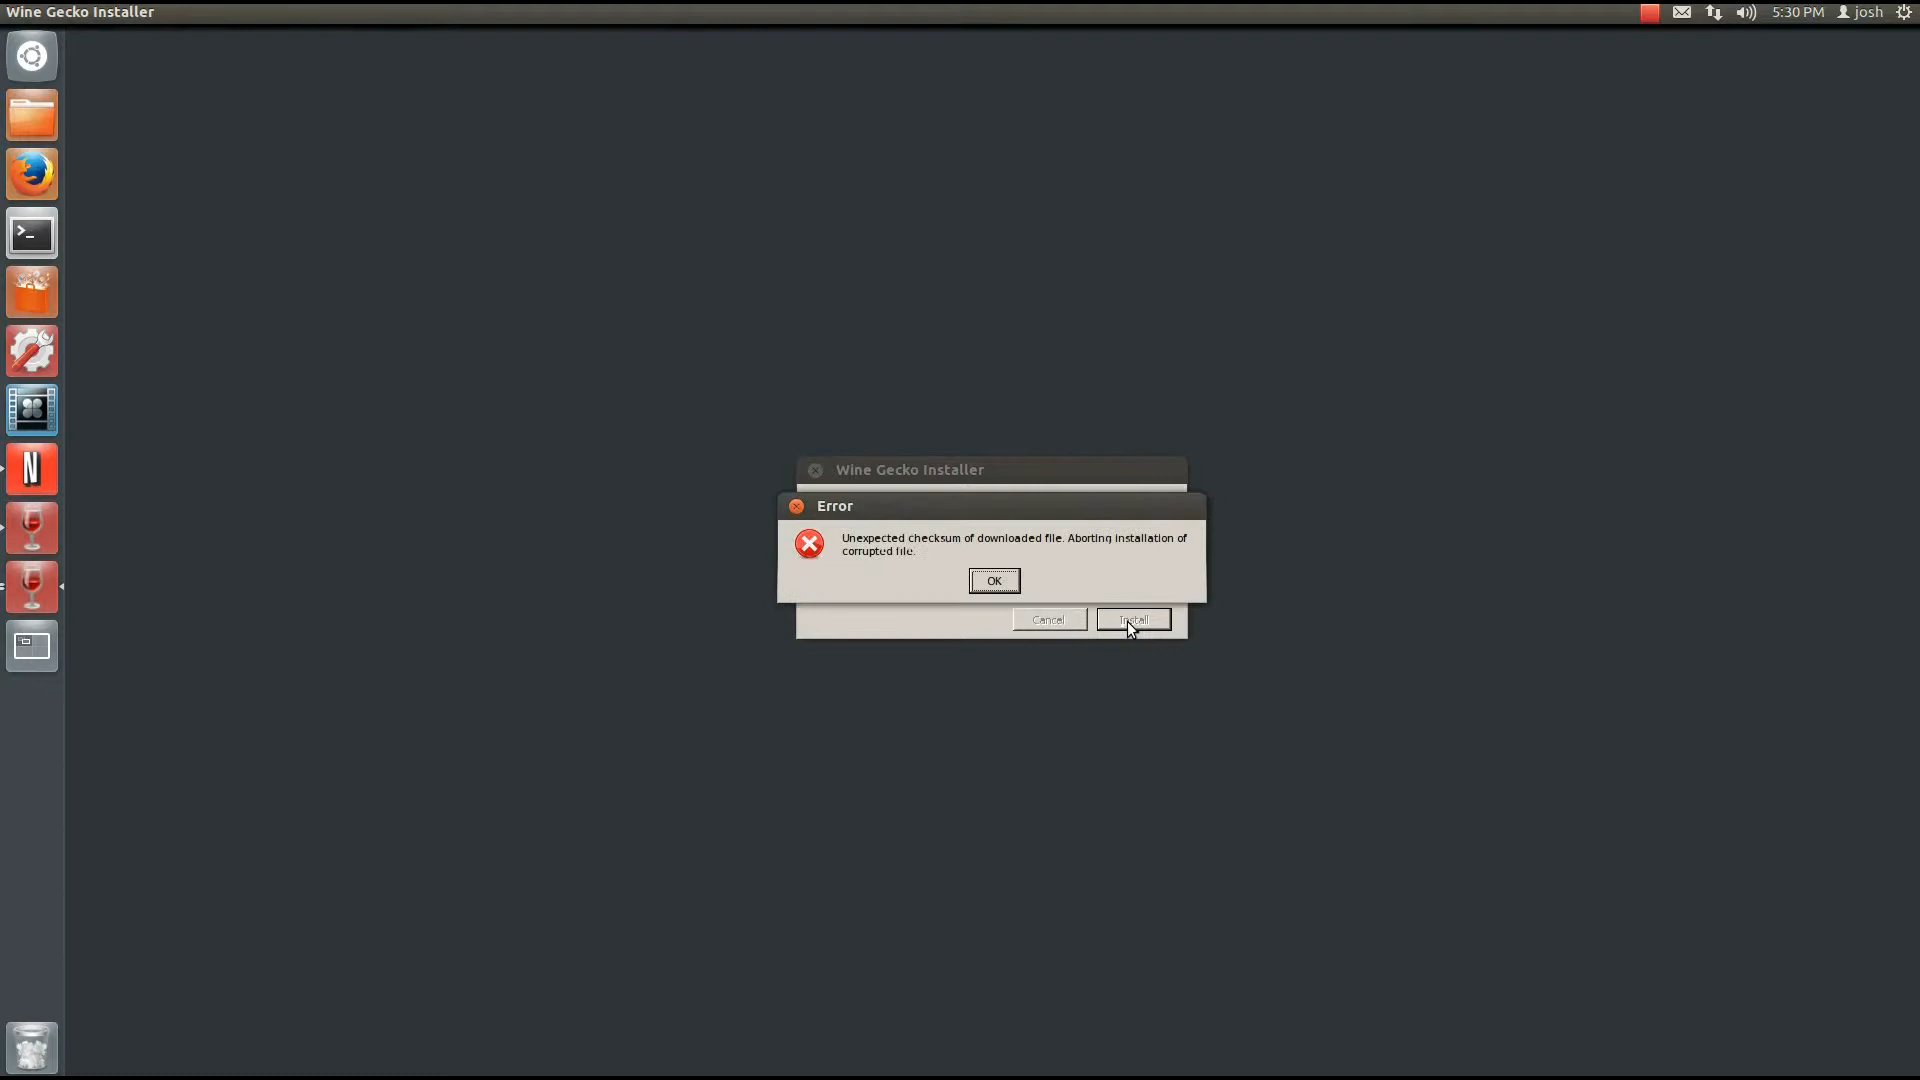 Wine Gecko Installer
5:30 PM josh
Wine Gecko Installer
Error
Unexpected checksum of downloaded file. Aborting installation of
corrupted file.
OK
Cancel
Install